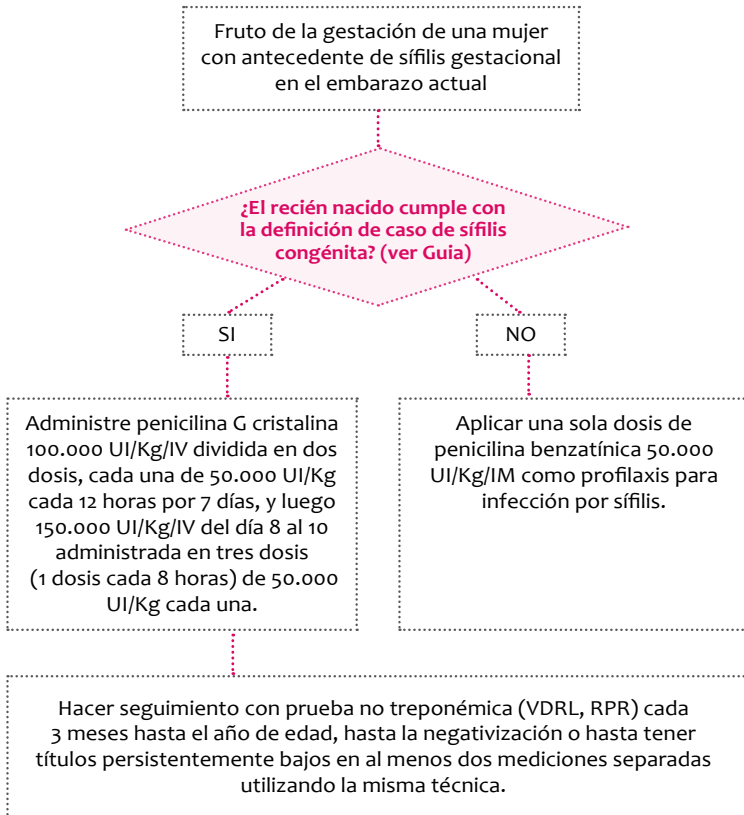 Fruto de la gestación de una mujer
con antecedente de sífilis gestacional
en el embarazo actual
¿El recién nacido cumple con
la definición de caso de sífilis
congénita? (ver Guia)
SI
NO
Administre penicilina G cristalina
100.000 UI/Kg/IV dividida en dos
dosis, cada una de 50.000 UI/Kg
cada 12 horas por 7 días, y luego
150.000 UI/Kg/IV del día 8 al 10
administrada en tres dosis
(1 dosis cada 8 horas) de 50.000
UI/Kg cada una.
Aplicar una sola dosis de
penicilina benzatínica 50.000
UI/Kg/IM como profilaxis para
infección por sífilis.
Hacer seguimiento con prueba no treponémica (VDRL, RPR) cada
3 meses hasta el año de edad, hasta la negativización o hasta tener
títulos persistentemente bajos en al menos dos mediciones separadas
utilizando la misma técnica.